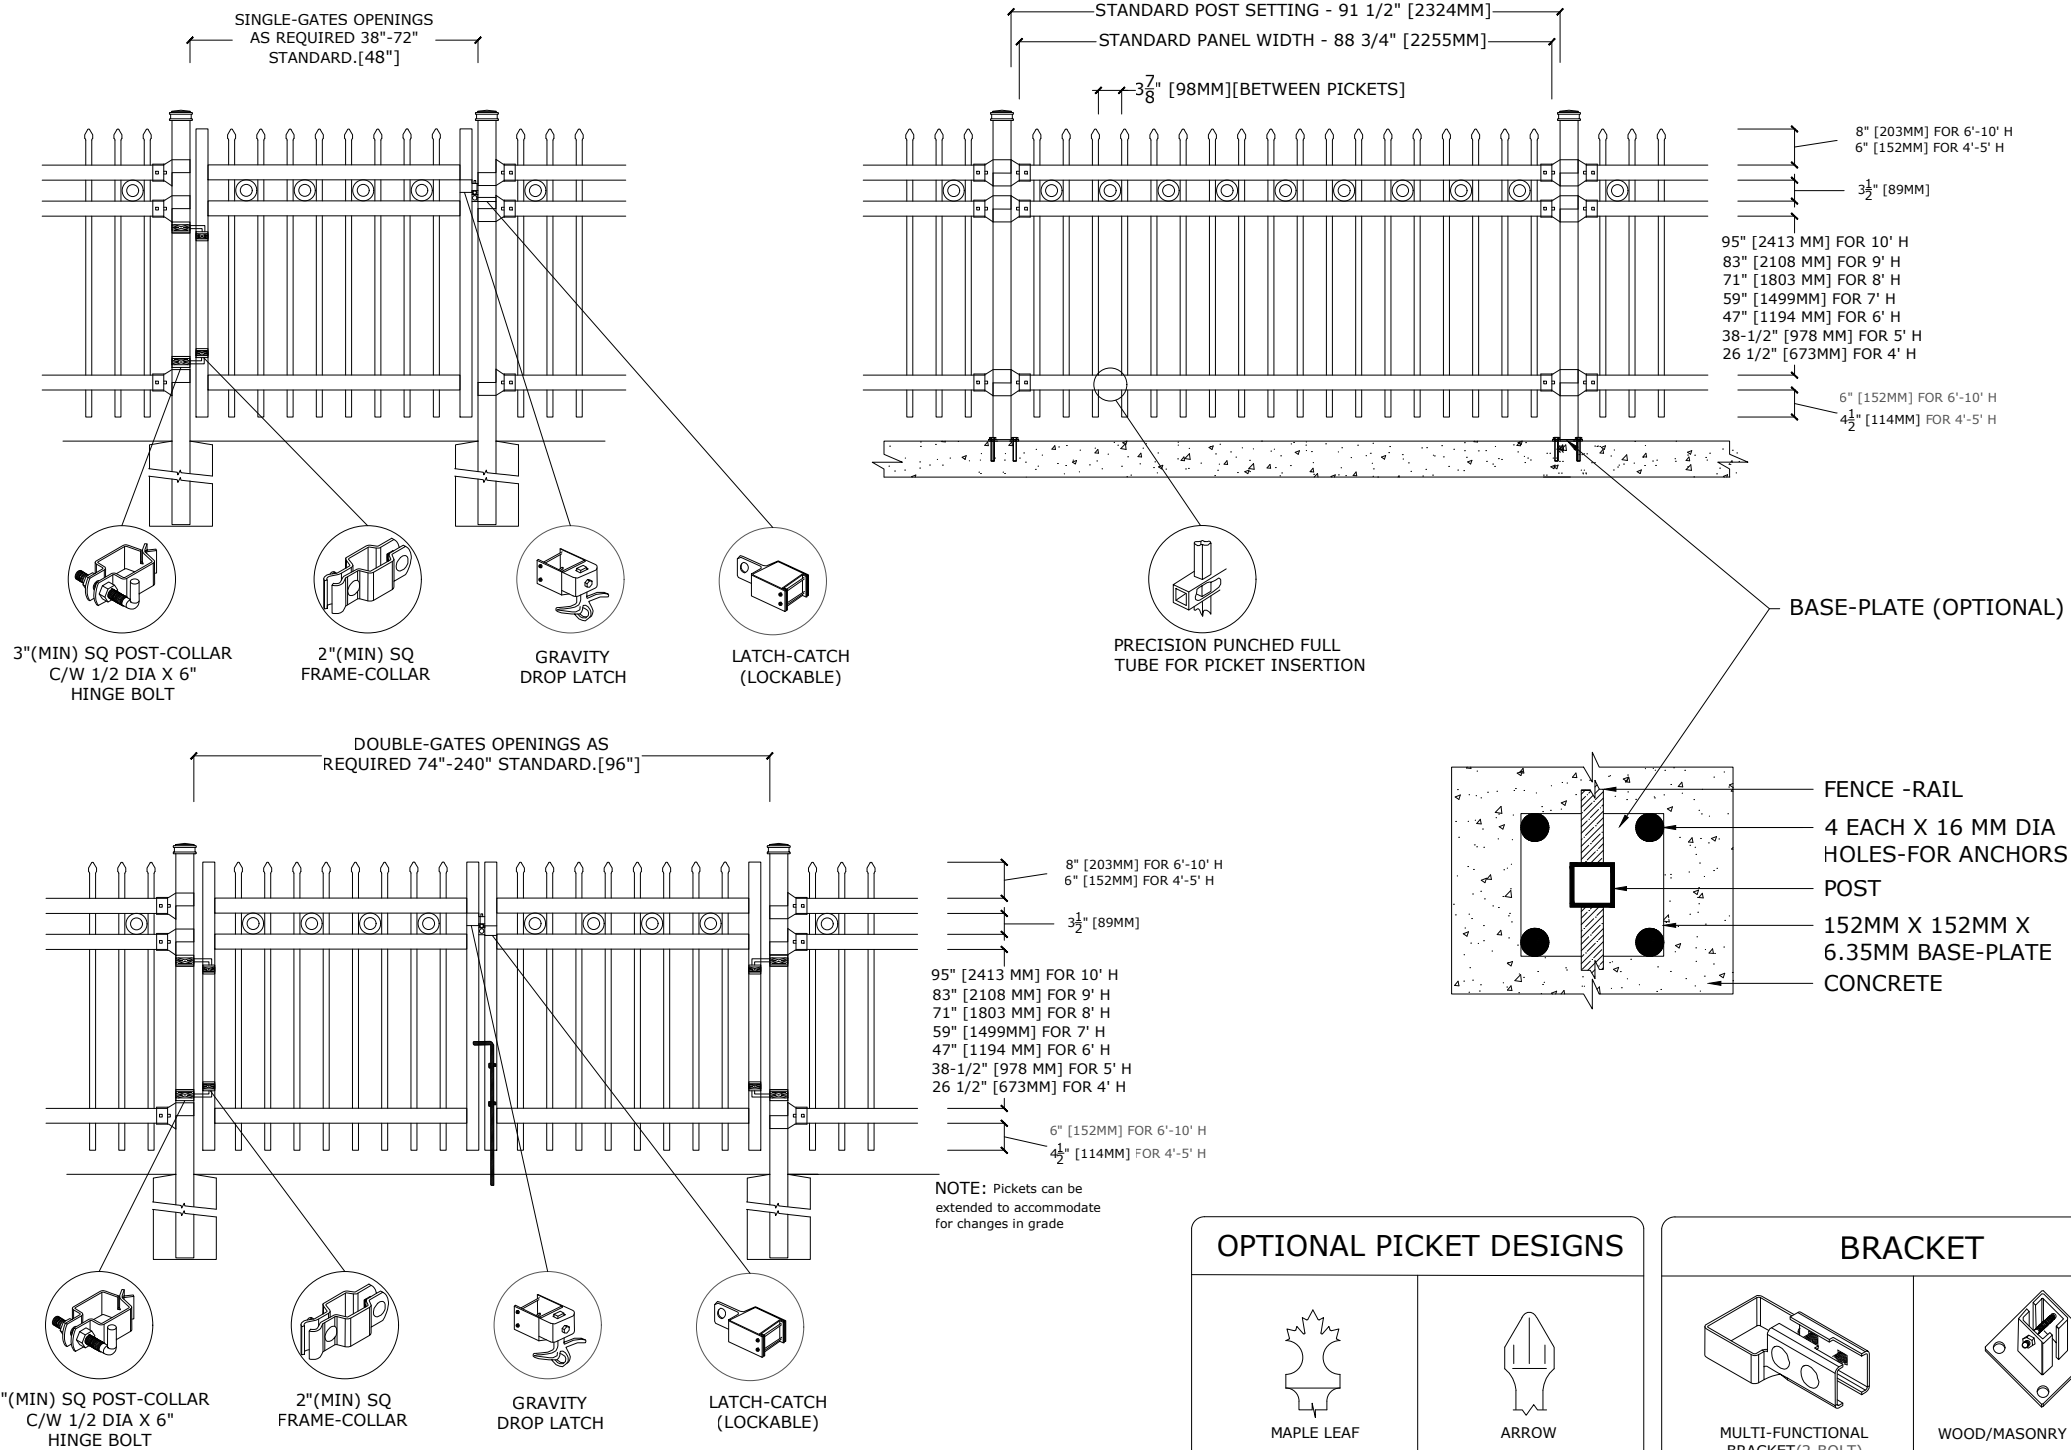 SINGLE-GATES OPENINGS
AS REQUIRED 38"-72"
STANDARD.[48"]
STANDARD POST SETTING - 91 1/2" [2324MM]
STANDARD PANEL WIDTH - 88 3/4" [2255MM]
3 7/8" [98MM][BETWEEN PICKETS]
8" [203MM] FOR 6'-10' H
6" [152MM] FOR 4'-5' H
3 1/2" [89MM]
95" [2413 MM] FOR 10' H
83" [2108 MM] FOR 9' H
71" [1803 MM] FOR 8' H
59" [1499MM] FOR 7' H
47" [1194 MM] FOR 6' H
38-1/2" [978 MM] FOR 5' H
26 1/2" [673MM] FOR 4' H
6" [152MM] FOR 6'-10' H
4 1/2" [114MM] FOR 4'-5' H
3"(MIN) SQ POST-COLLAR
C/W 1/2 DIA X 6"
HINGE BOLT
2"(MIN) SQ
FRAME-COLLAR
GRAVITY
DROP LATCH
LATCH-CATCH
(LOCKABLE)
PRECISION PUNCHED FULL
TUBE FOR PICKET INSERTION
BASE-PLATE (OPTIONAL)
FENCE -RAIL
4 EACH X 16 MM DIA
HOLES-FOR ANCHORS
POST
152MM X 152MM X
6.35MM BASE-PLATE
CONCRETE
DOUBLE-GATES OPENINGS AS
REQUIRED 74"-240" STANDARD.[96"]
8" [203MM] FOR 6'-10' H
6" [152MM] FOR 4'-5' H
3 1/2" [89MM]
95" [2413 MM] FOR 10' H
83" [2108 MM] FOR 9' H
71" [1803 MM] FOR 8' H
59" [1499MM] FOR 7' H
47" [1194 MM] FOR 6' H
38-1/2" [978 MM] FOR 5' H
26 1/2" [673MM] FOR 4' H
6" [152MM] FOR 6'-10' H
4 1/2" [114MM] FOR 4'-5' H
NOTE: Pickets can be
extended to accommodate
for changes in grade
"(MIN) SQ POST-COLLAR
C/W 1/2 DIA X 6"
HINGE BOLT
2"(MIN) SQ
FRAME-COLLAR
GRAVITY
DROP LATCH
LATCH-CATCH
(LOCKABLE)
OPTIONAL PICKET DESIGNS
MAPLE LEAF
ARROW
BRACKET
MULTI-FUNCTIONAL
BRACKET(2-BOLT)
WOOD/MASONRY